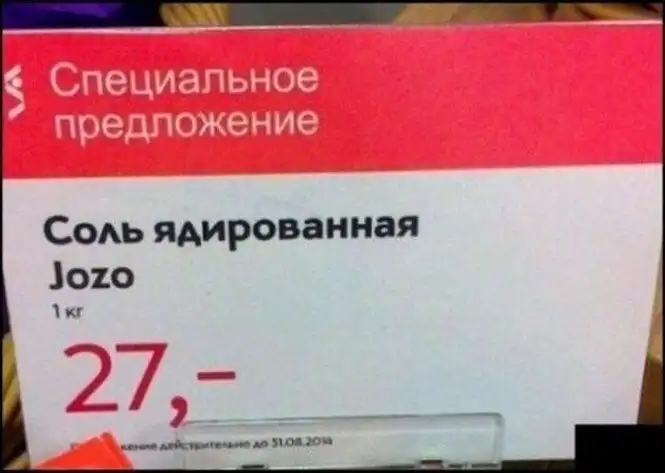 Специальное
предложение
Соль ядированная
Jozo
1 кг
27,–
действительно до 31.08.2014